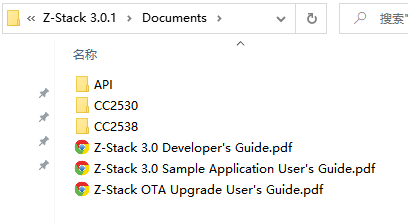 « Z-Stack 3.0.1 › Documents ›
搜索"
名称
API
CC2530
CC2538
Z-Stack 3.0 Developer's Guide.pdf
Z-Stack 3.0 Sample Application User's Guide.pdf
Z-Stack OTA Upgrade User's Guide.pdf